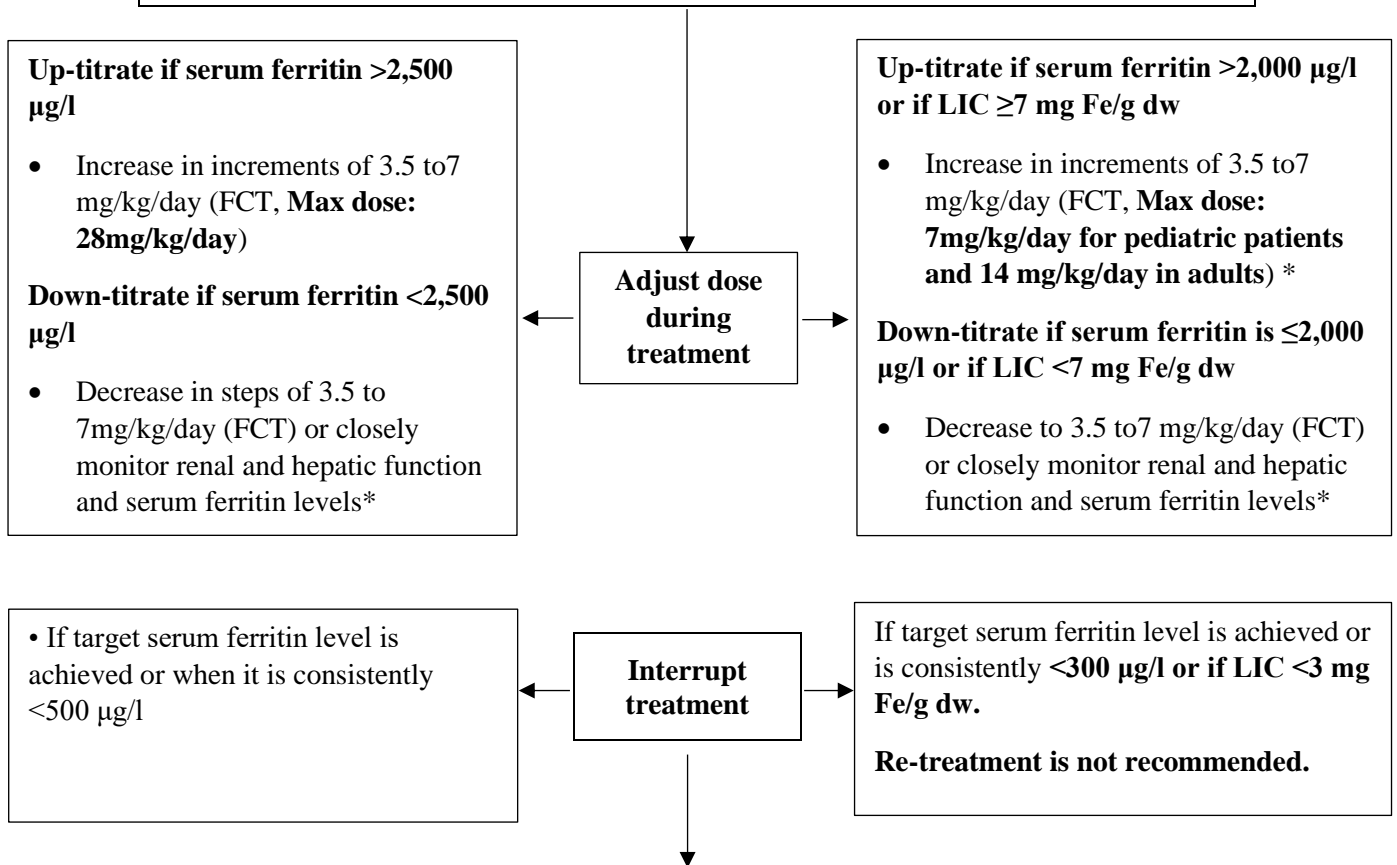 Up-titrate if serum ferritin >2,500
μg/l
• Increase in increments of 3.5 to7
mg/kg/day (FCT, Max dose:
28mg/kg/day)
Down-titrate if serum ferritin <2,500
μg/l
• Decrease in steps of 3.5 to
7mg/kg/day (FCT) or closely
monitor renal and hepatic function
and serum ferritin levels*
Adjust dose
during
treatment
Up-titrate if serum ferritin >2,000 μg/l
or if LIC ≥7 mg Fe/g dw
• Increase in increments of 3.5 to7
mg/kg/day (FCT, Max dose:
7mg/kg/day for pediatric patients
and 14 mg/kg/day in adults) *
Down-titrate if serum ferritin is ≤2,000
μg/l or if LIC <7 mg Fe/g dw
• Decrease to 3.5 to7 mg/kg/day (FCT)
or closely monitor renal and hepatic
function and serum ferritin levels*
• If target serum ferritin level is
achieved or when it is consistently
<500 μg/l
Interrupt
treatment
If target serum ferritin level is achieved or
is consistently <300 μg/l or if LIC <3 mg
Fe/g dw.
Re-treatment is not recommended.